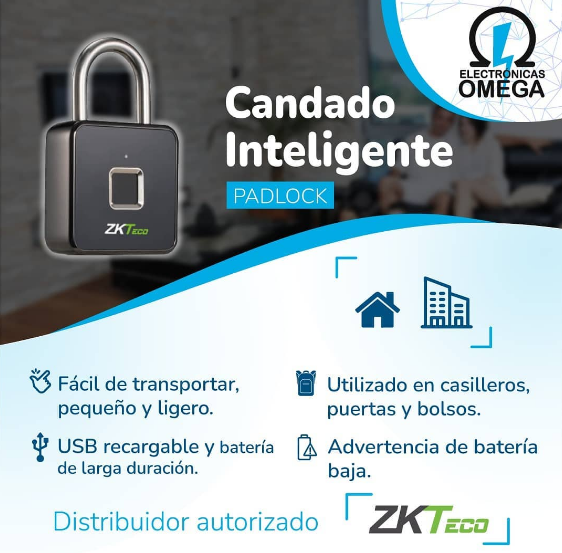 ELECTRÓNICAS
OMEGA
Candado
Inteligente
PADLOCK
ZKTECO
Fácil de transportar,
pequeño y ligero.
Utilizado en casilleros,
puertas y bolsos.
USB recargable y batería
de larga duración.
Advertencia de batería
baja.
Distribuidor autorizado
ZKTECO